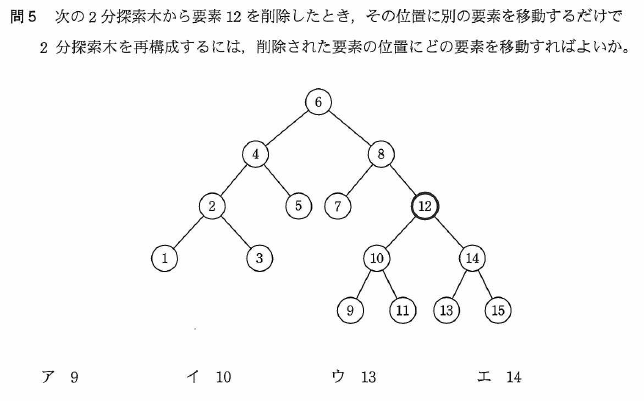 問5 次の2分探索木から要素12を削除したとき，その位置に別の要素を移動するだけで
2分探索木を再構成するには，削除された要素の位置にどの要素を移動すればよいか。
6
4 8
2 5 7 12
1 3 10 14
9 11 13 15
ア 9 イ 10 ウ 13 エ 14